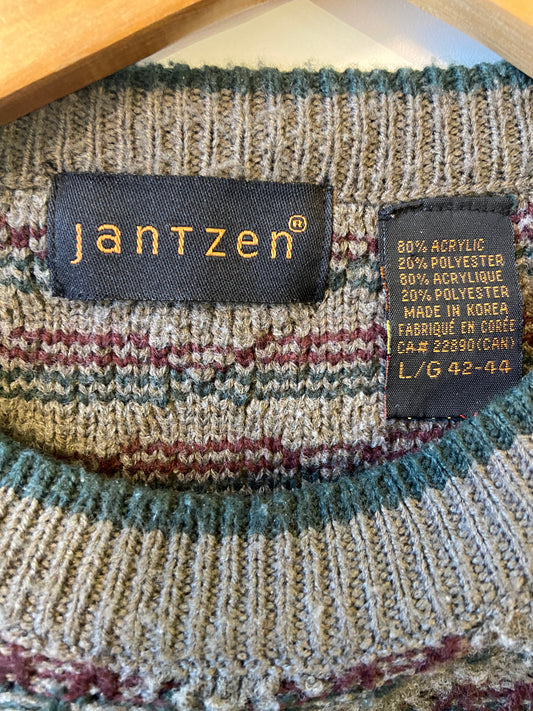 Jantzen®
80% ACRYLIC
20% POLYESTER
80% ACRYLIQUE
20% POLYESTER
MADE IN KOREA
FABRIQUÉ EN CORÉE
CA# 22890(CAN)
L/G 42-44